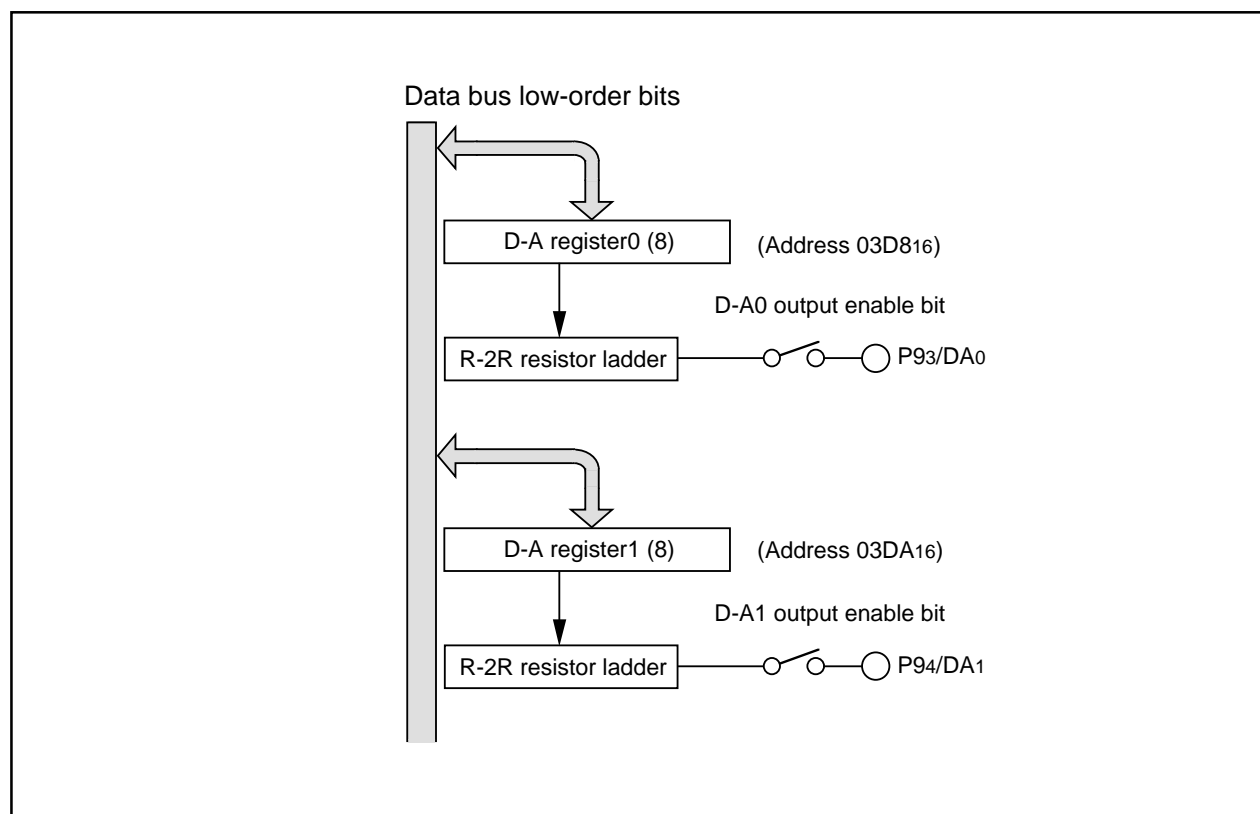 Data bus low-order bits
D-A register0 (8) (Address 03D816)
D-A0 output enable bit
R-2R resistor ladder P93/DA0
D-A register1 (8) (Address 03DA16)
D-A1 output enable bit
R-2R resistor ladder P94/DA1